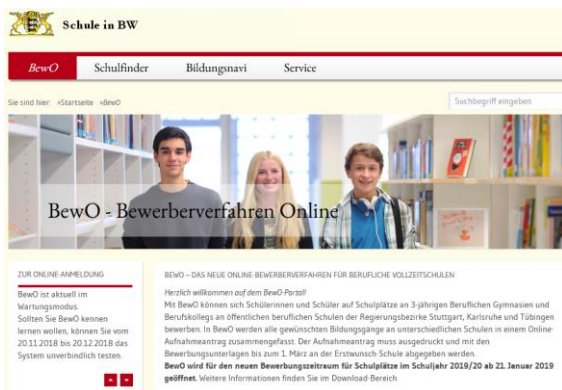 Schule in BW
BewO Schulfinder Bildungsnavi Service
Sie sind hier: »Startseite »BewO
Suchbegriff eingeben
BewO - Bewerberverfahren Online
ZUR ONLINE-ANMELDUNG
BewO ist aktuell im
Wartungsmodus.
Sollten Sie BewO kennen
lernen wollen, können Sie vom
20.11.2018 bis 20.12.2018 das
System unverbindlich testen.
BEWO – DAS NEUE ONLINE-BEWERBERVERFAHREN FÜR BERUFLICHE VOLLZEITSCHULEN
Herzlich willkommen auf dem BewO-Portal!
Mit BewO können sich Schülerinnen und Schüler auf Schulplätze an 3-jährigen Beruflichen Gymnasien und
Berufskollegs an öffentlichen beruflichen Schulen der Regierungsbezirke Stuttgart, Karlsruhe und Tübingen
bewerben. In BewO werden alle gewünschten Bildungsgänge an unterschiedlichen Schulen in einem Online-
Aufnahmeantrag zusammengefasst. Der Aufnahmeantrag muss ausgedruckt und mit den
Bewerbungsunterlagen bis zum 1. März an der Erstwunsch-Schule abgegeben werden.
BewO wird für den neuen Bewerbungszeitraum für Schulplätze im Schuljahr 2019/20 ab 21. Januar 2019
geöffnet. Weitere Informationen finden Sie im Download-Bereich.